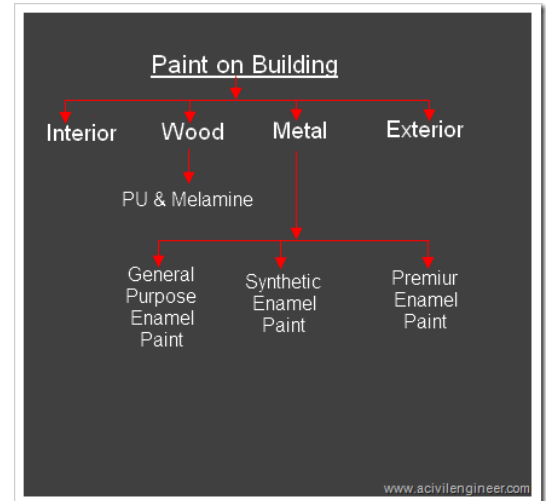 Paint on Building
Interior
Wood
Metal
Exterior
PU & Melamine
General
Purpose
Enamel
Paint
Synthetic
Enamel
Paint
Premiur
Enamel
Paint
www.acivilengineer.com